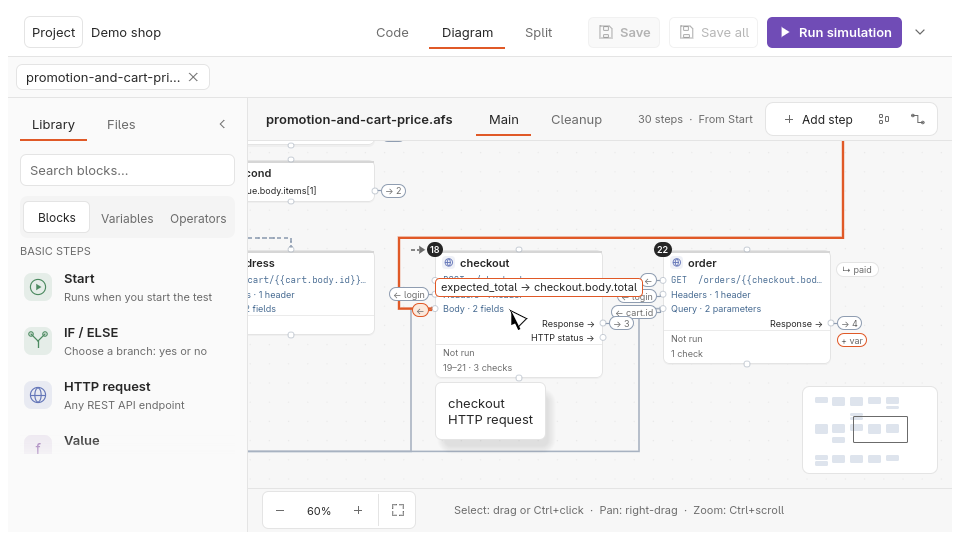 Project Demo shop Code Diagram Split Save Save all Run simulation
promotion-and-cart-pri...
Library Files
promotion-and-cart-price.afs Main Cleanup 30 steps · From Start Add step
Search blocks...
Blocks Variables Operators
BASIC STEPS
Start
Runs when you start the test
IF / ELSE
Choose a branch: yes or no
HTTP request
Any REST API endpoint
Value
f
cond
ue.body.items[1]
→ 2
dress
cart/{{cart.body.id}}…
s · 1 header
2 fields
18 checkout
expected_total → checkout.body.total
← login
←
Body · 2 fields
Response → → 3
HTTP status →
Not run
19–21 · 3 checks
checkout
HTTP request
22 order
GET /orders/{{checkout.bod…
←
← login
← cart.id
Headers · 1 header
Query · 2 parameters
Response → → 4
Not run
1 check
↳ paid
+ var
60%
Select: drag or Ctrl+click · Pan: right-drag · Zoom: Ctrl+scroll